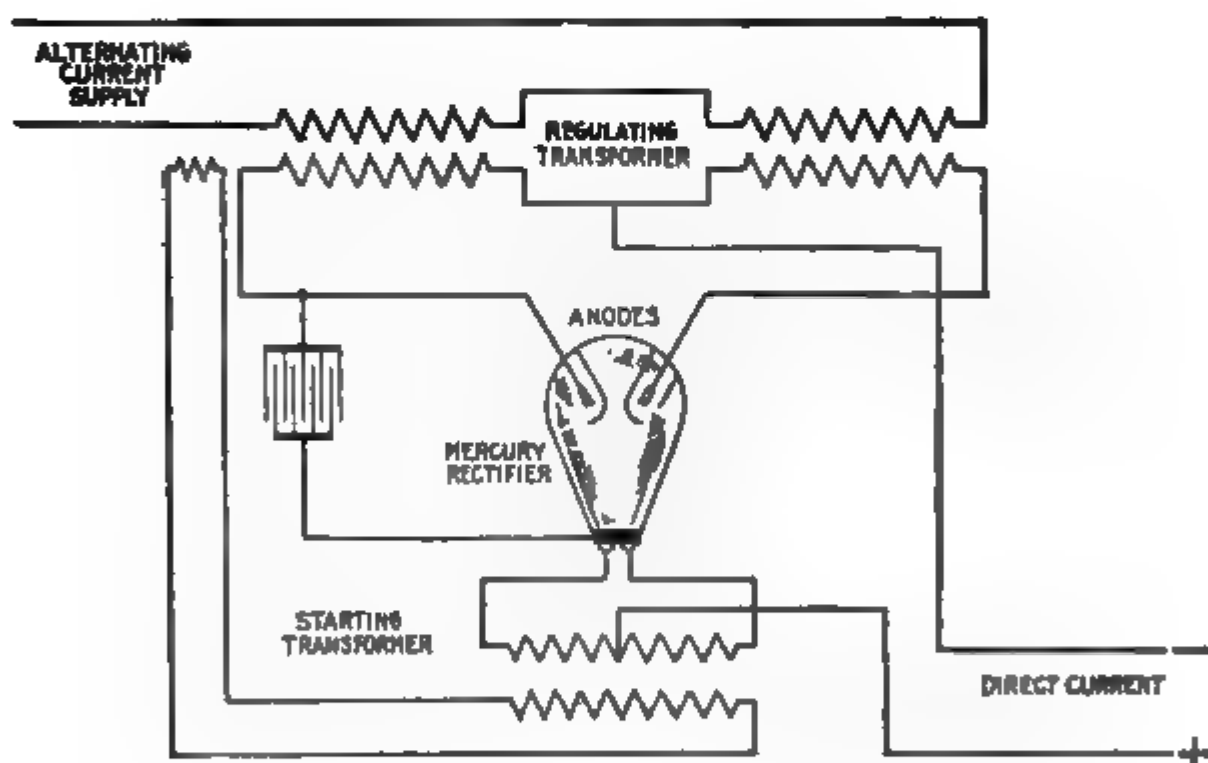 ALTERNATING
CURRENT
SUPPLY
REGULATING
TRANSFORMER
ANODES
MERCURY
RECTIFIER
STARTING
TRANSFORMER
−
DIRECT CURRENT
+